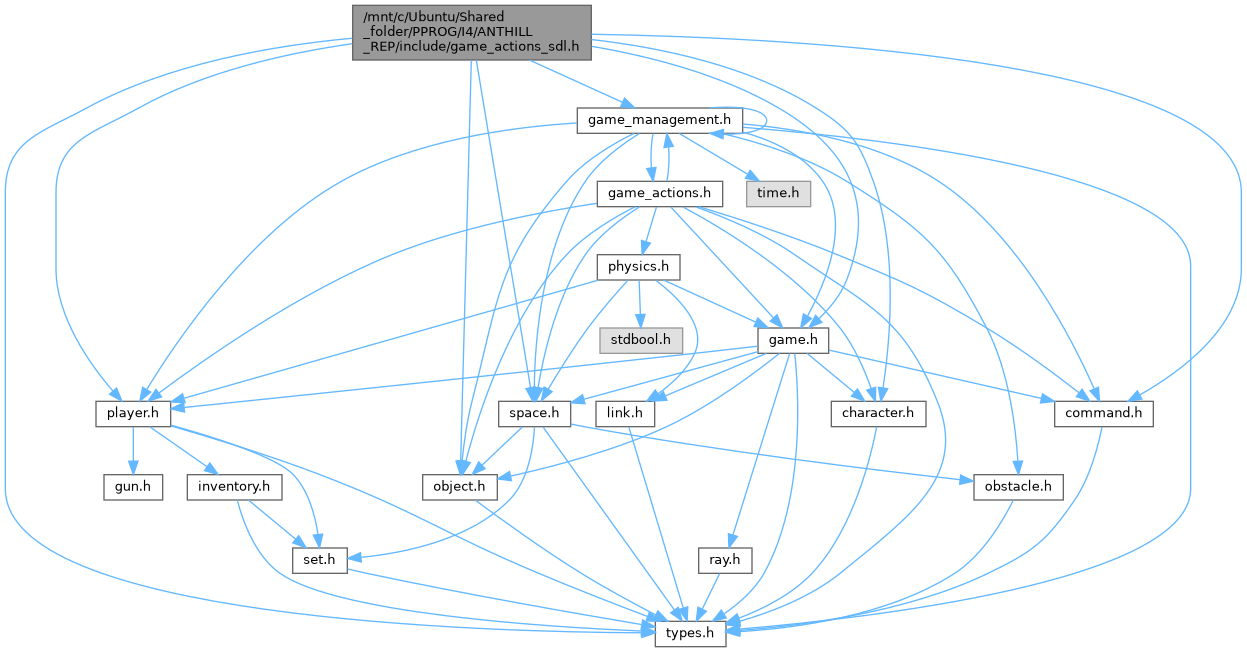 /mnt/c/Ubuntu/Shared
_folder/PPROG/I4/ANTHILL
_REP/include/game_actions_sdl.h
game_management.h
game_actions.h
time.h
physics.h
stdbool.h
game.h
player.h
space.h
link.h
character.h
command.h
gun.h
inventory.h
object.h
obstacle.h
set.h
ray.h
types.h